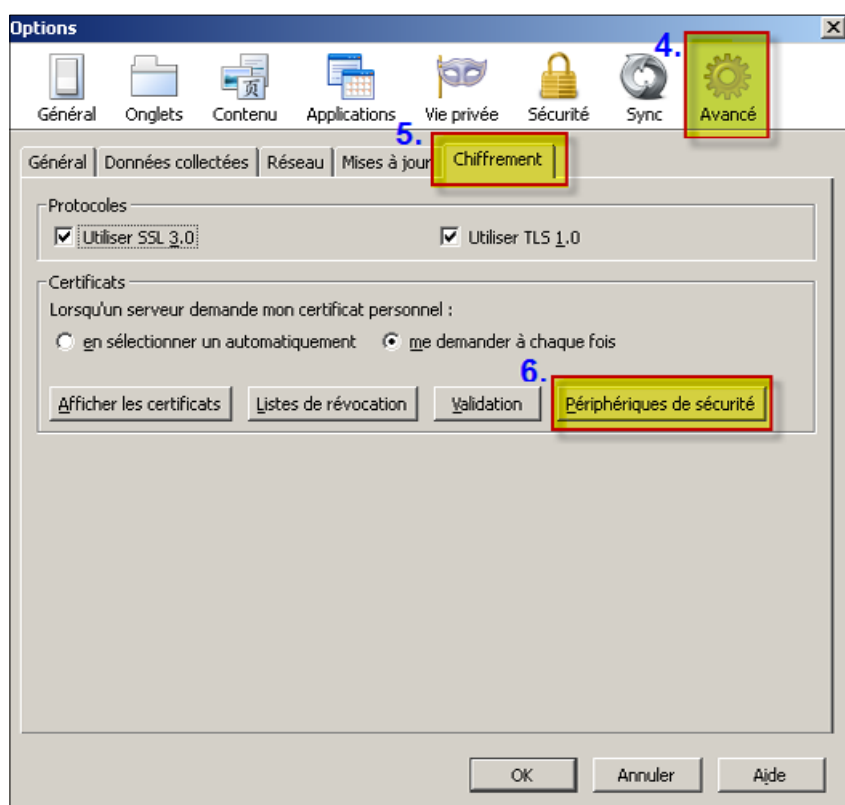 Options
4.
Général Onglets Contenu Applications Vie privée Sécurité Sync Avancé
5.
Général Données collectées Réseau Mises à jour Chiffrement
Protocoles
Utiliser SSL 3.0 Utiliser TLS 1.0
Certificats
Lorsqu'un serveur demande mon certificat personnel :
en sélectionner un automatiquement me demander à chaque fois
6.
Afficher les certificats Listes de révocation Validation Périphériques de sécurité
OK Annuler Aide